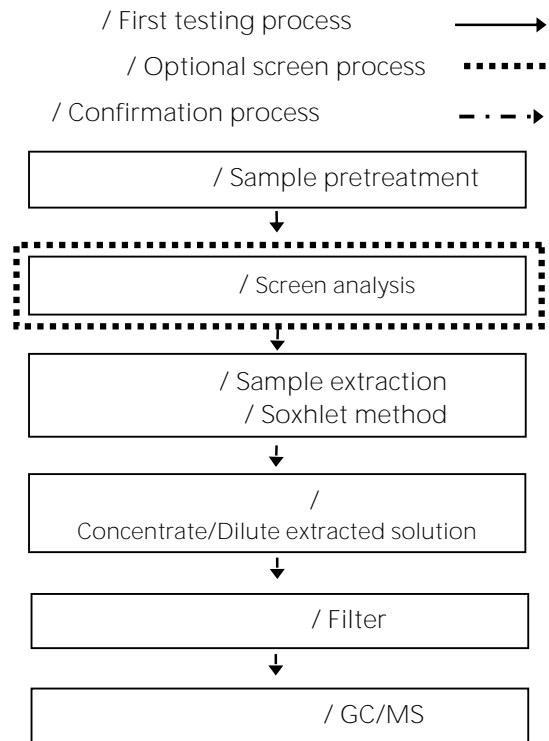 / First testing process
/ Optional screen process
/ Confirmation process
/ Sample pretreatment
/ Screen analysis
/ Sample extraction
/ Soxhlet method
/
Concentrate/Dilute extracted solution
/ Filter
/ GC/MS